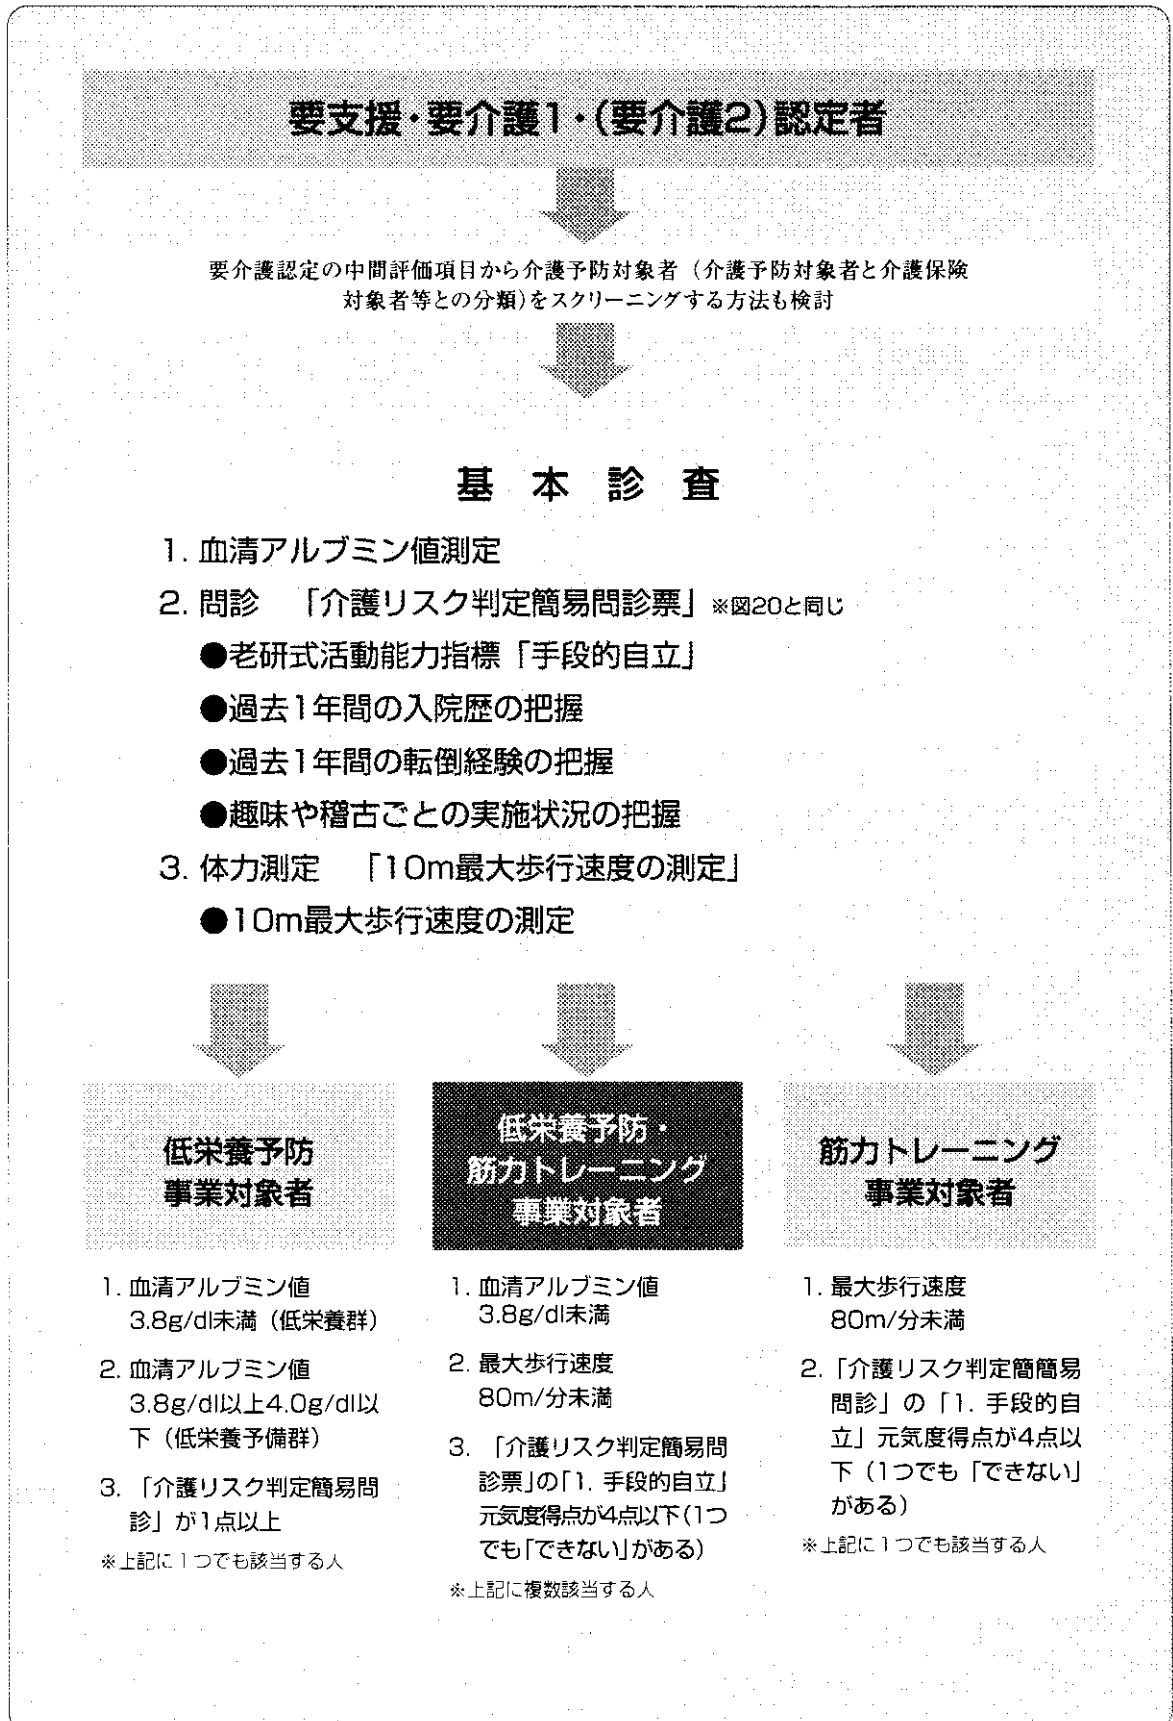 要支援・要介護1・(要介護2)認定者
要介護認定の中間評価項目から介護予防対象者（介護予防対象者と介護保険
対象者等との分類）をスクリーニングする方法も検討
基 本 診 査
1. 血清アルブミン値測定
2. 問診 「介護リスク判定簡易問診票」※図20と同じ
●老研式活動能力指標「手段的自立」
●過去1年間の入院歴の把握
●過去1年間の転倒経験の把握
●趣味や稽古ごとの実施状況の把握
3. 体力測定 「10m最大歩行速度の測定」
●10m最大歩行速度の測定
低栄養予防
事業対象者
1. 血清アルブミン値
3.8g/dl未満（低栄養群）
2. 血清アルブミン値
3.8g/dl以上4.0g/dl以
下（低栄養予備群）
3. 「介護リスク判定簡易問
診」が1点以上
※上記に1つでも該当する人
低栄養予防・
筋力トレーニング
事業対象者
1. 血清アルブミン値
3.8g/dl未満
2. 最大歩行速度
80m/分未満
3. 「介護リスク判定簡易問
診票」の「1. 手段的自立」
元気度得点が4点以下(1つ
でも「できない」がある)
※上記に複数該当する人
筋力トレーニング
事業対象者
1. 最大歩行速度
80m/分未満
2. 「介護リスク判定簡簡易
問診」の「1. 手段的自
立」元気度得点が4点以
下（1つでも「できない」
がある）
※上記に1つでも該当する人